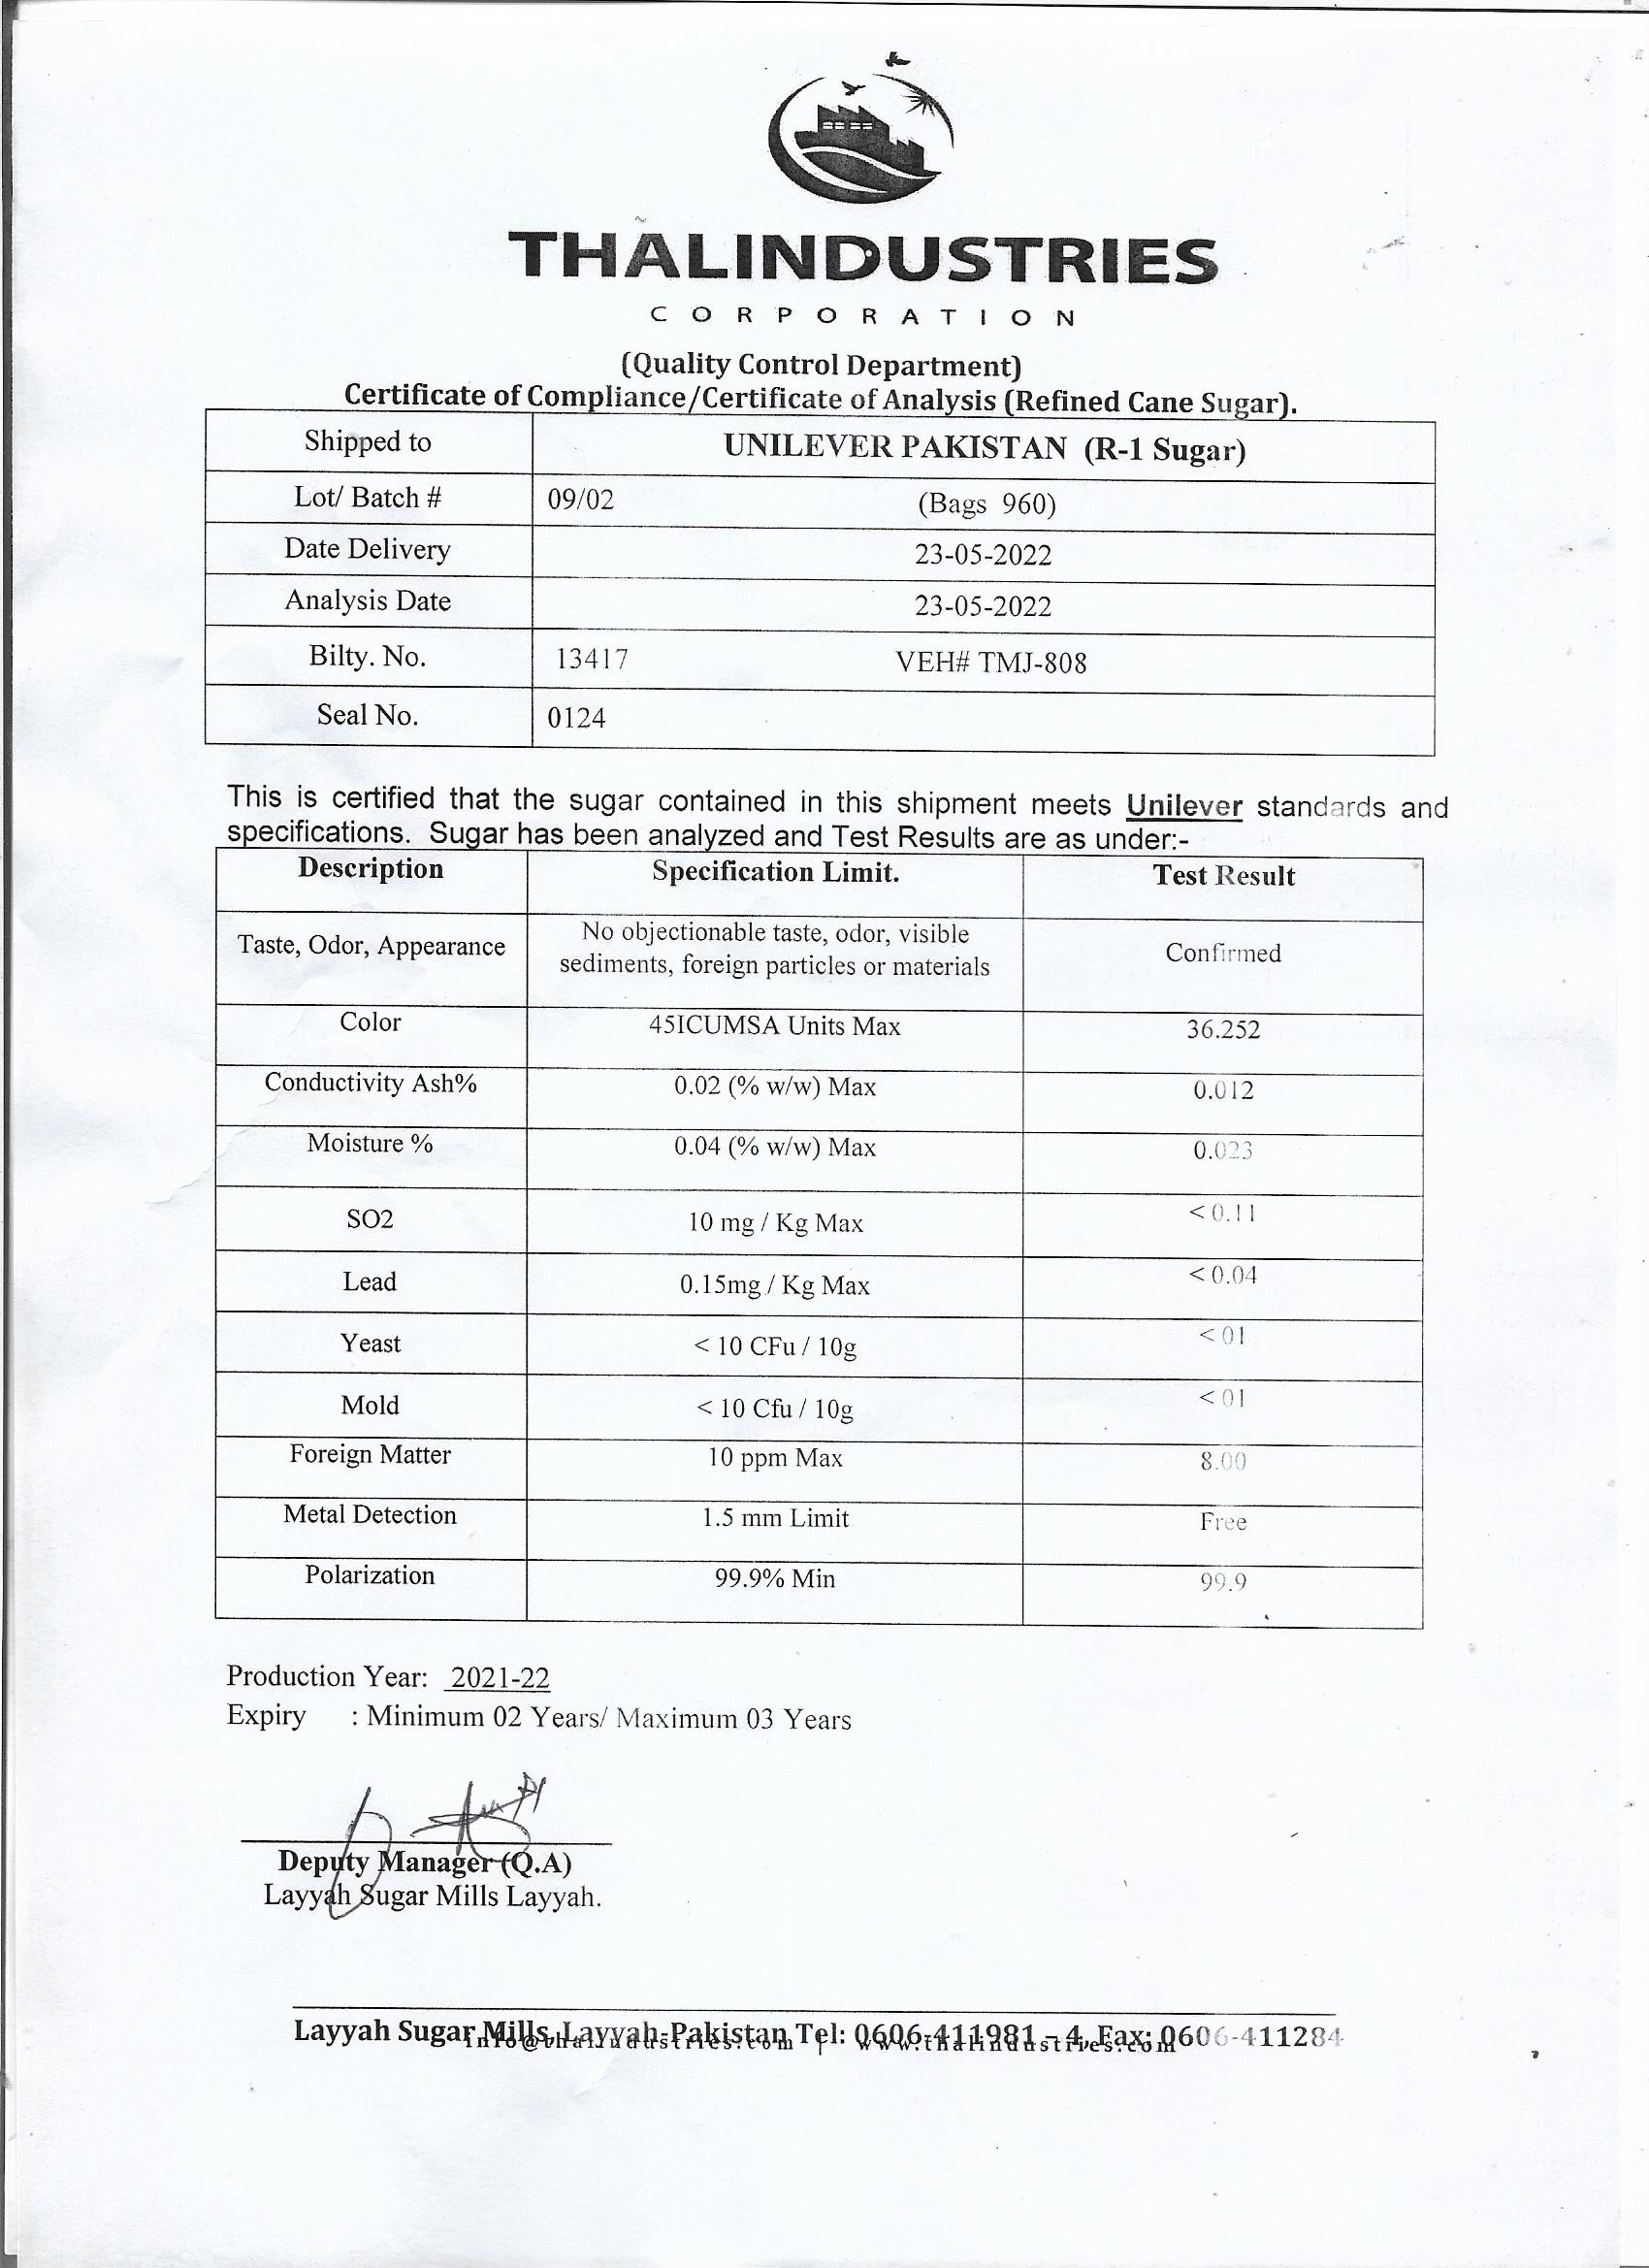 THALINDUSTRIES
CORPORATION
(Quality Control Department)
Certificate of Compliance/Certificate of Analysis (Refined Cane Sugar).
Shipped to UNILEVER PAKISTAN (R-1 Sugar)
Lot/ Batch # 09/02 (Bags 960)
Date Delivery 23-05-2022
Analysis Date 23-05-2022
Bilty. No. 13417 VEH# TMJ-808
Seal No. 0124
This is certified that the sugar contained in this shipment meets Unilever standards and
specifications. Sugar has been analyzed and Test Results are as under:-
Description Specification Limit. Test Result
Taste, Odor, Appearance No objectionable taste, odor, visible
sediments, foreign particles or materials Confirmed
Color 45ICUMSA Units Max 36.252
Conductivity Ash% 0.02 (% w/w) Max 0.012
Moisture % 0.04 (% w/w) Max 0.023
SO2 10 mg / Kg Max < 0.11
Lead 0.15mg / Kg Max < 0.04
Yeast < 10 CFu / 10g < 01
Mold < 10 Cfu / 10g < 01
Foreign Matter 10 ppm Max 8.00
Metal Detection 1.5 mm Limit Free
Polarization 99.9% Min 99.9
Production Year: 2021-22
Expiry : Minimum 02 Years/ Maximum 03 Years
Deputy Manager (Q.A)
Layyah Sugar Mills Layyah.
Layyah Sugar Mills, Layyah-Pakistan Tel: 0606-411981 – 4, Fax: 0606-411284
info@thalindustries.com | www.thalindustries.com